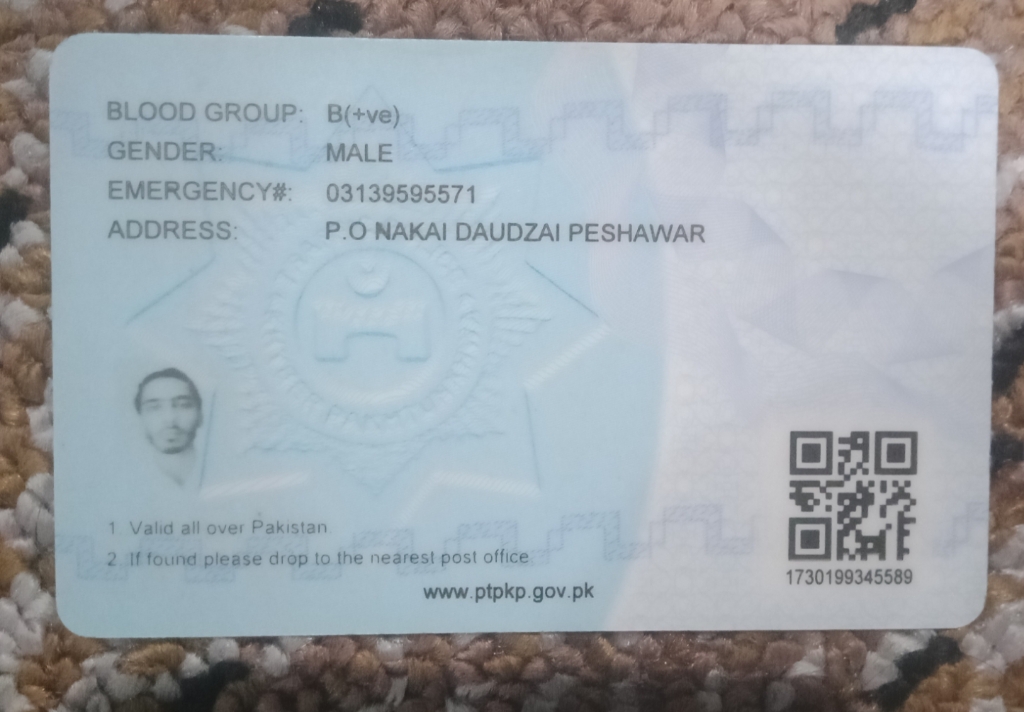 BLOOD GROUP: B(+ve)
GENDER: MALE
EMERGENCY#: 03139595571
ADDRESS: P.O NAKAI DAUDZAI PESHAWAR
1 Valid all over Pakistan
2. If found please drop to the nearest post office
www.ptpkp.gov.pk
1730199345589